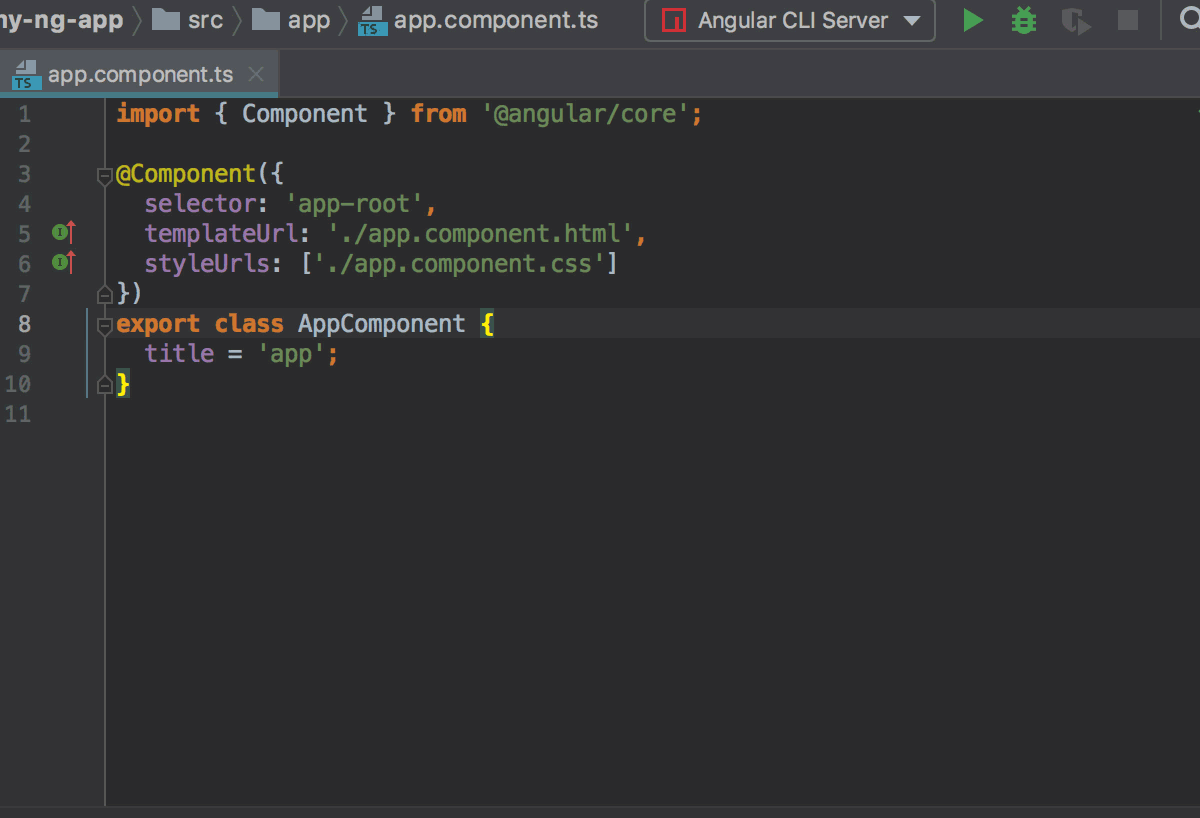 ny-ng-app src app app.component.ts Angular CLI Server
TS
TS app.component.ts
1 import { Component } from '@angular/core';
2
3 @Component({
4 selector: 'app-root',
5 templateUrl: './app.component.html',
6 styleUrls: ['./app.component.css']
7 })
8 export class AppComponent {
9 title = 'app';
10 }
11